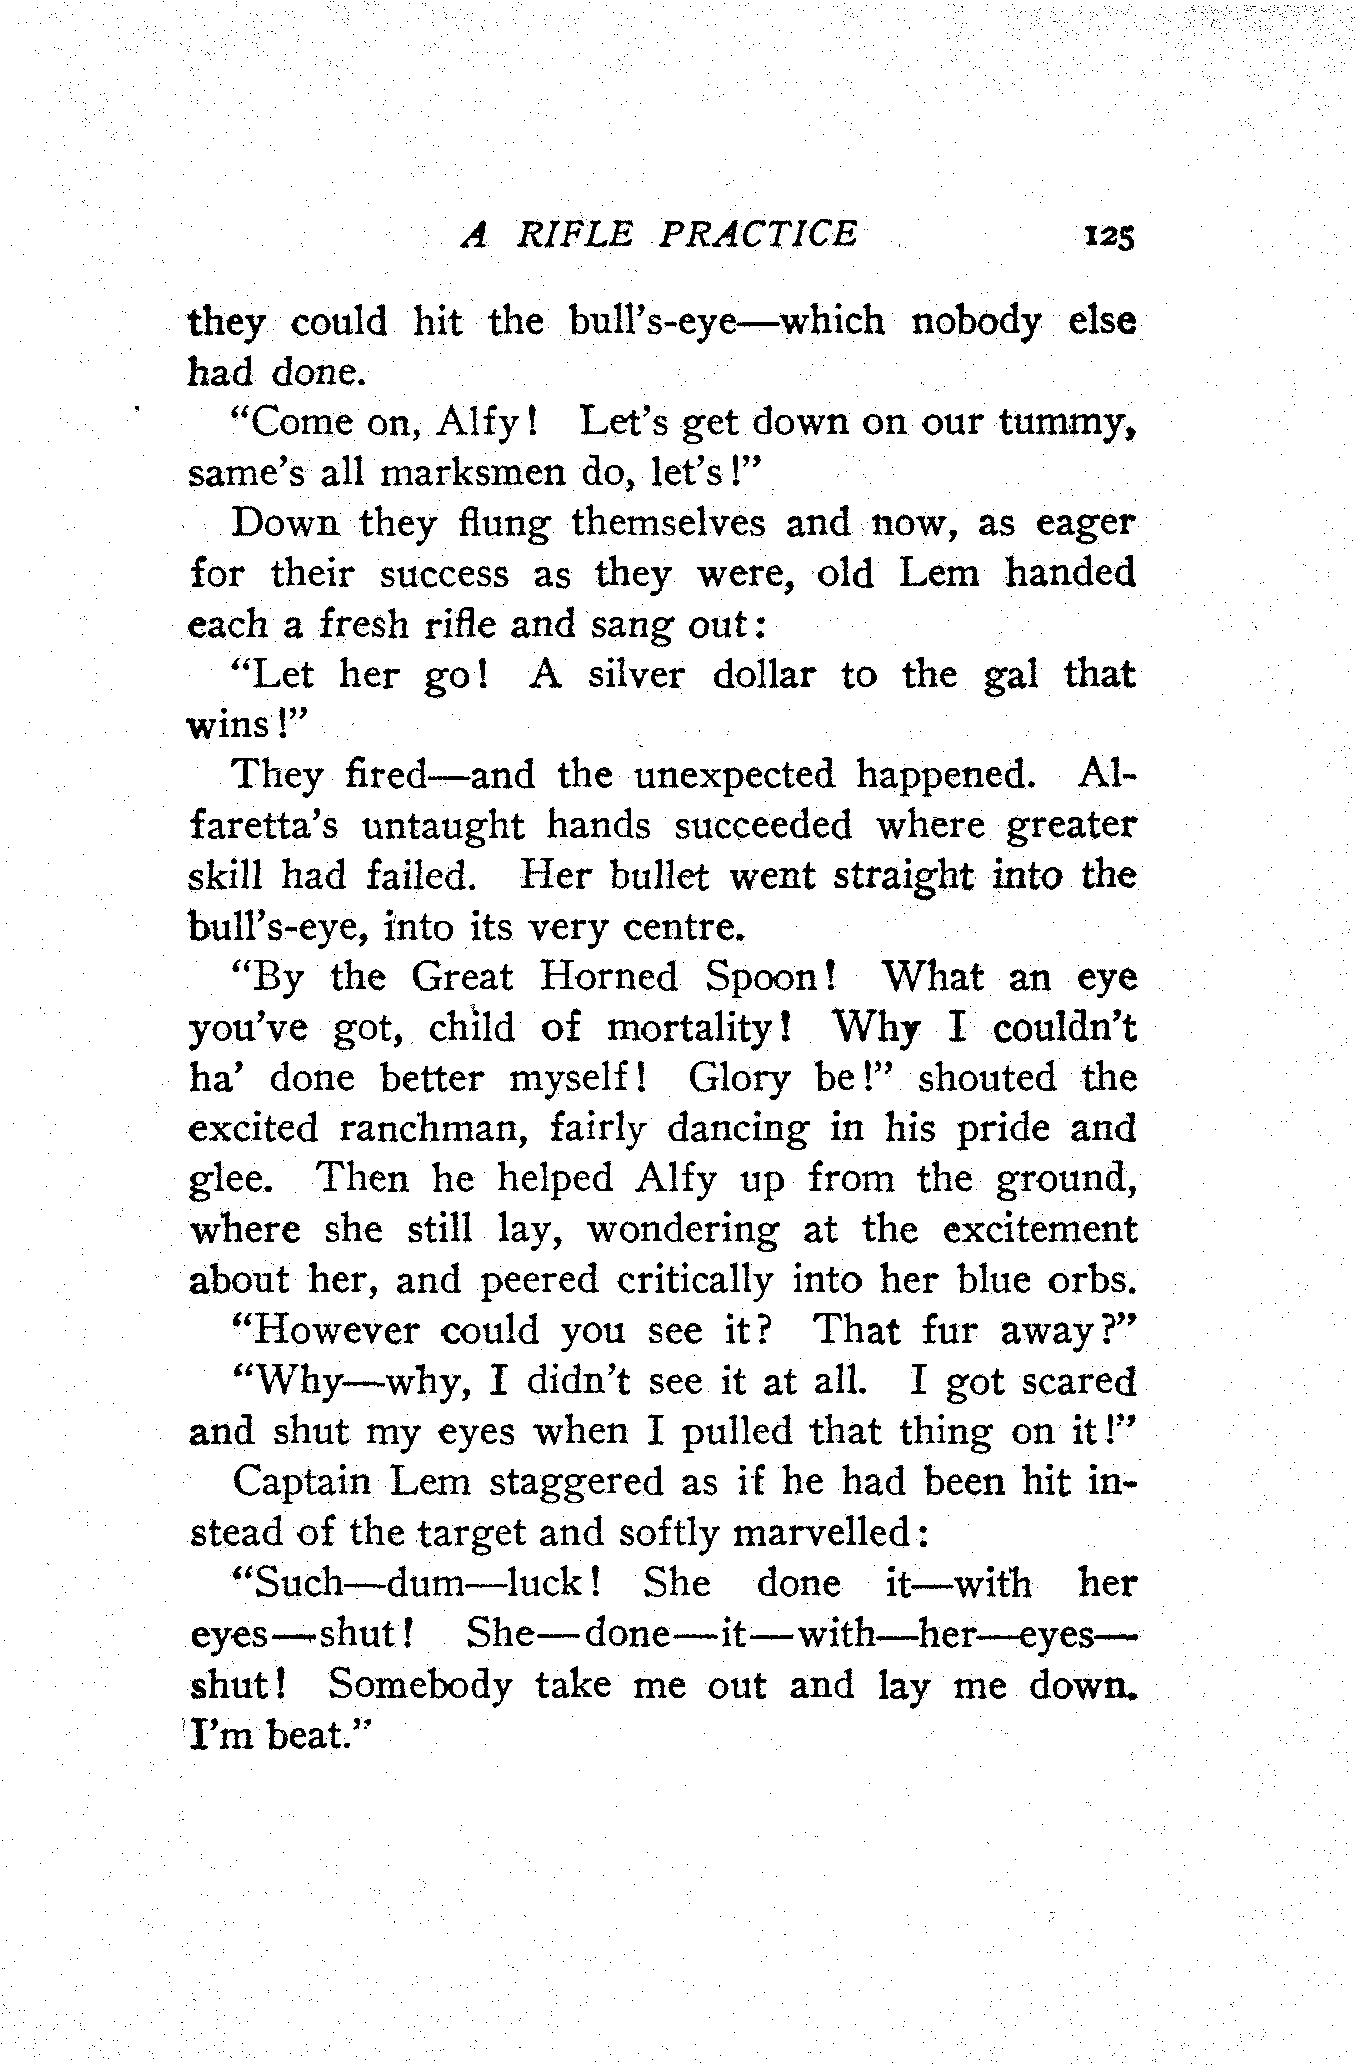 A RIFLE PRACTICE 125
they could hit the bull's-eye—which nobody else
had done.
"Come on, Alfy! Let's get down on our tummy,
same's all marksmen do, let's!"
Down they flung themselves and now, as eager
for their success as they were, old Lem handed
each a fresh rifle and sang out:
"Let her go! A silver dollar to the gal that
wins!"
They fired—and the unexpected happened. Al-
faretta's untaught hands succeeded where greater
skill had failed. Her bullet went straight into the
bull's-eye, into its very centre.
"By the Great Horned Spoon! What an eye
you've got, child of mortality! Why I couldn't
ha' done better myself! Glory be!" shouted the
excited ranchman, fairly dancing in his pride and
glee. Then he helped Alfy up from the ground,
where she still lay, wondering at the excitement
about her, and peered critically into her blue orbs.
"However could you see it? That fur away?"
"Why—why, I didn't see it at all. I got scared
and shut my eyes when I pulled that thing on it!"
Captain Lem staggered as if he had been hit in-
stead of the target and softly marvelled:
"Such—dum—luck! She done it—with her
eyes—shut! She—done—it—with—her—eyes—
shut! Somebody take me out and lay me down.
I'm beat."